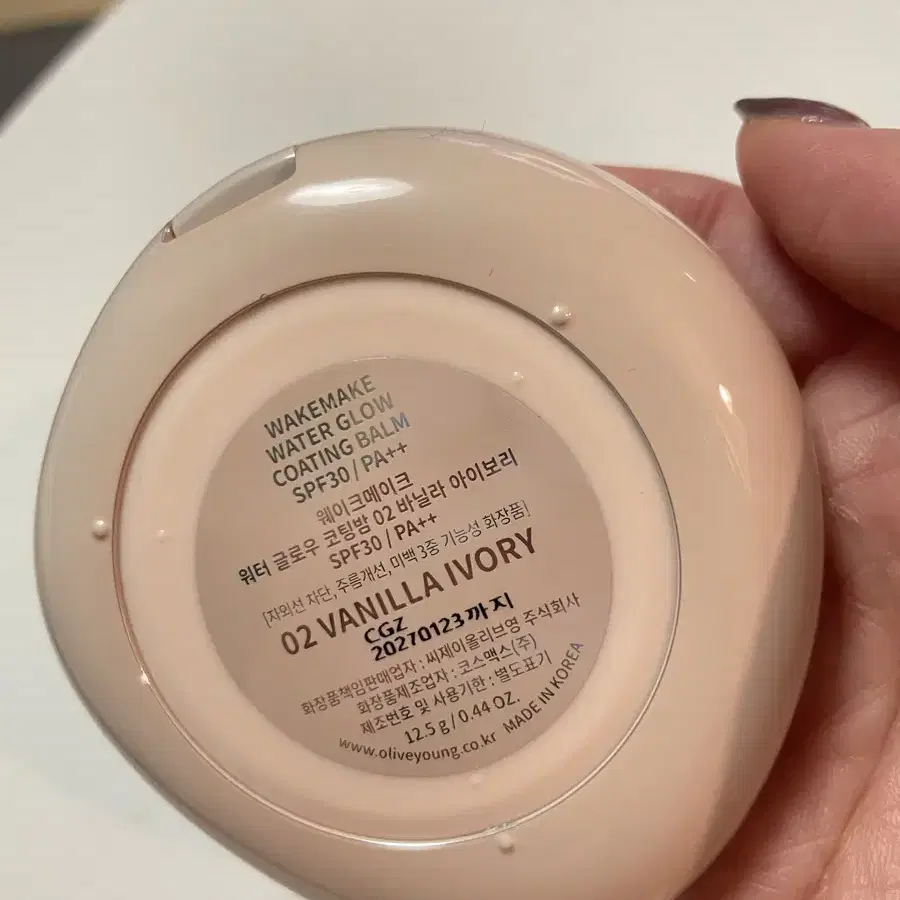 WAKEMAKE
WATER GLOW
COATING BALM
SPF30 / PA++
웨이크메이크
워터 글로우 코팅밤 02 바닐라 아이보리
SPF30 / PA++
[자외선 차단, 주름개선, 미백 3중 기능성 화장품]
02 VANILLA IVORY
CGZ
20270123까지
화장품책임판매업자 : 씨제이올리브영 주식회사
화장품제조업자 : 코스맥스(주)
제조번호 및 사용기한 : 별도표기
12.5 g / 0.44 OZ.
www.oliveyoung.co.kr MADE IN KOREA